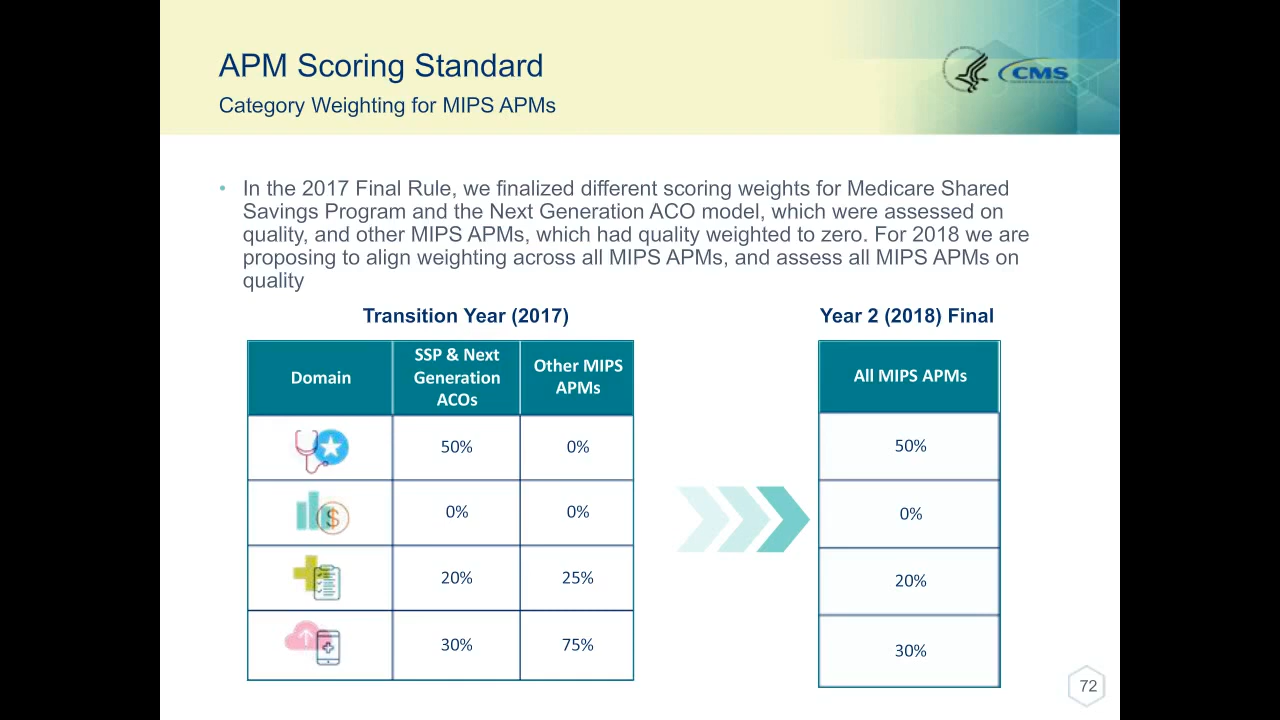 APM Scoring Standard
Category Weighting for MIPS APMs
CMS
• In the 2017 Final Rule, we finalized different scoring weights for Medicare Shared
Savings Program and the Next Generation ACO model, which were assessed on
quality, and other MIPS APMs, which had quality weighted to zero. For 2018 we are
proposing to align weighting across all MIPS APMs, and assess all MIPS APMs on
quality
Transition Year (2017)
Domain
SSP & Next
Generation
ACOs
Other MIPS
APMs
50%
0%
0%
0%
20%
25%
30%
75%
Year 2 (2018) Final
All MIPS APMs
50%
0%
20%
30%
72